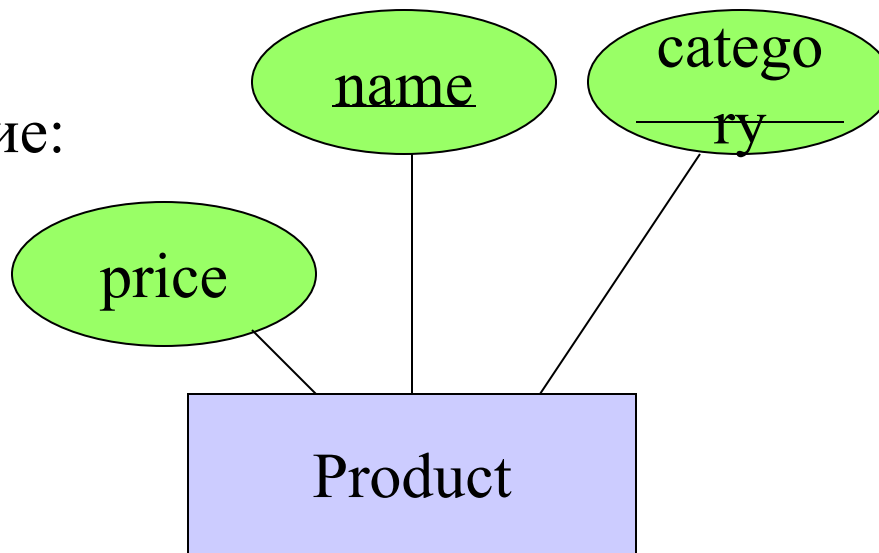 name
catego
ry
ие:
price
Product